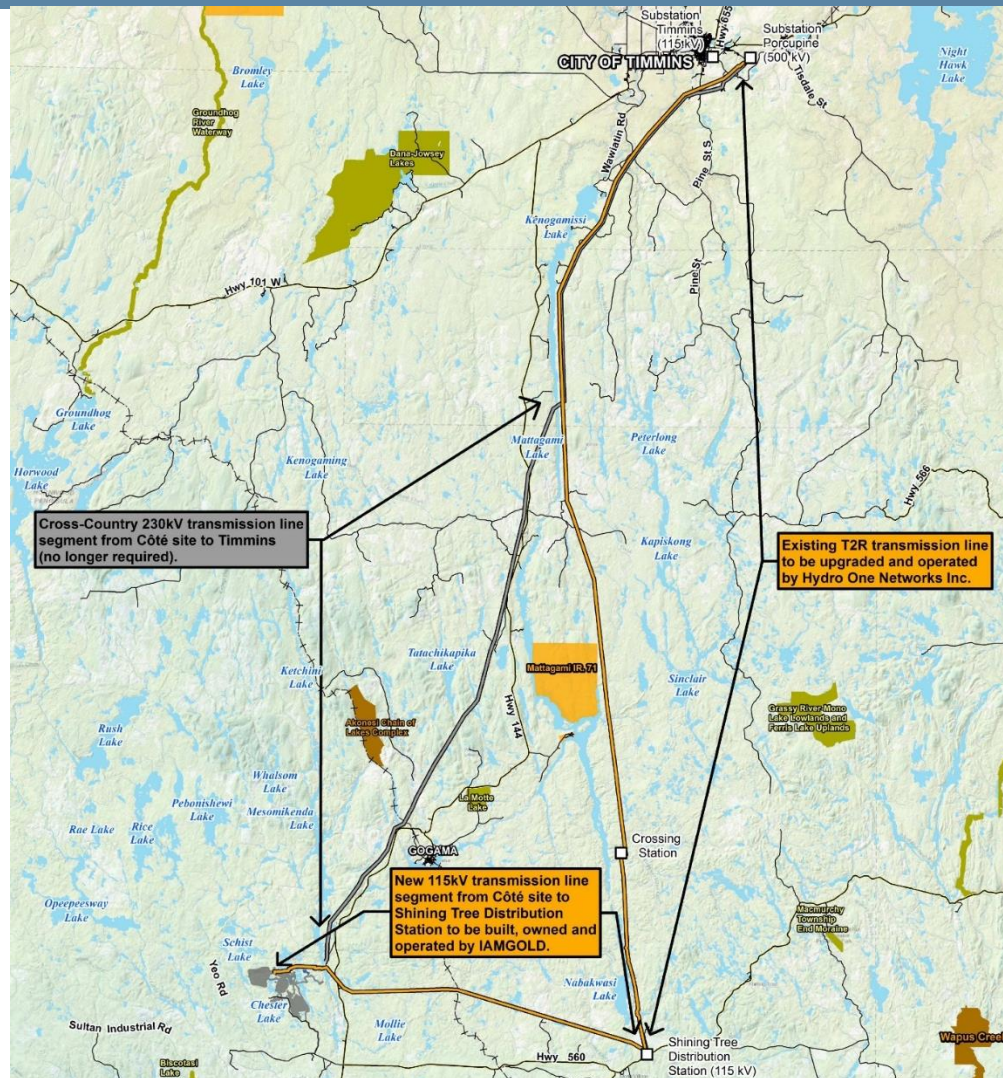 Substation
Timmins
(115 kV)
Hwy 655
Substation
Porcupine
(500 kV)
CITY OF TIMMINS
Tisdale St
Night
Hawk
Lake
Bromley
Lake
Groundhog
River
Waterway
Dana-Jowsey
Lakes
Wawiatin Rd
Pine St S
Kenogamissi
Lake
Pine St
Hwy 101 W
Groundhog
Lake
Mattagami
Lake
Peterlong
Lake
Kenogaming
Lake
Horwood
Lake
Hwy 566
Cross-Country 230kV transmission line
segment from Côté site to Timmins
(no longer required).
Kapiskong
Lake
Existing T2R transmission line
to be upgraded and operated
by Hydro One Networks Inc.
Tatachikapika
Lake
Mattagami IR. 71
Ketchini
Lake
Sinclair
Lake
Hwy 144
Akonesi Chain of
Lakes Complex
Grassy River Mono
Lake Lowlands and
Ferris Lake Uplands
Rush
Lake
Whalsom
Lake
Pebonishewi
Lake
Mesomikenda
Lake
La Motte
Lake
Rae Lake
Rice
Lake
Crossing
Station
GOGAMA
New 115kV transmission line
segment from Côté site to
Shining Tree Distribution
Station to be built, owned and
operated by IAMGOLD.
Opeepeesway
Lake
Macmurchy
Township
End Moraine
Schist
Lake
Yeo Rd
Nabakwasi
Lake
Chester
Lake
Mollie
Lake
Sultan Industrial Rd
Wapus Creek
Shining Tree
Distribution
Station (115 kV)
Hwy 560
Biscotasi
Lake